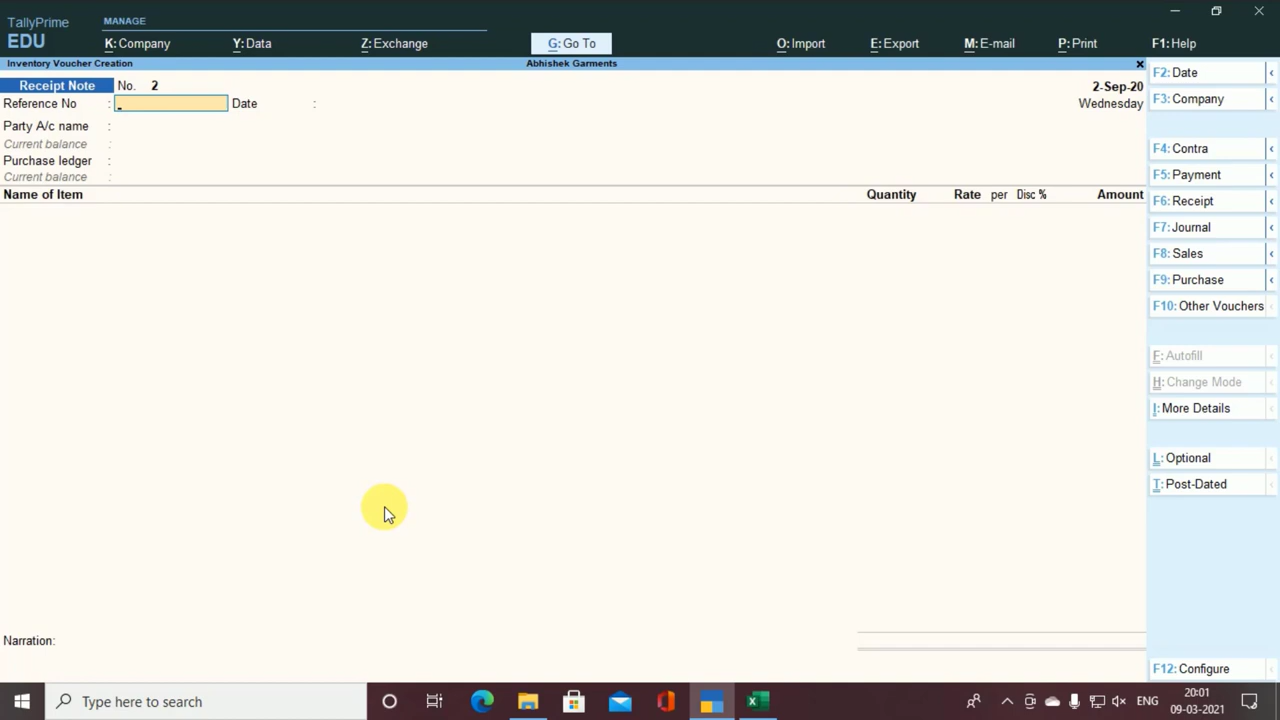 TallyPrime
EDU
MANAGE
K: Company
Y: Data
Z: Exchange
G: Go To
O: Import
E: Export
M: E-mail
P: Print
F1: Help
Inventory Voucher Creation
Abhishek Garments
Receipt Note No. 2
2-Sep-20
Reference No : Date :
Wednesday
Party A/c name :
Current balance :
Purchase ledger :
Current balance :
Name of Item Quantity Rate per Disc % Amount
Narration:
F2: Date
F3: Company
F4: Contra
F5: Payment
F6: Receipt
F7: Journal
F8: Sales
F9: Purchase
F10: Other Vouchers
F: Autofill
H: Change Mode
I: More Details
L: Optional
T: Post-Dated
F12: Configure
Type here to search
ENG
20:01
09-03-2021